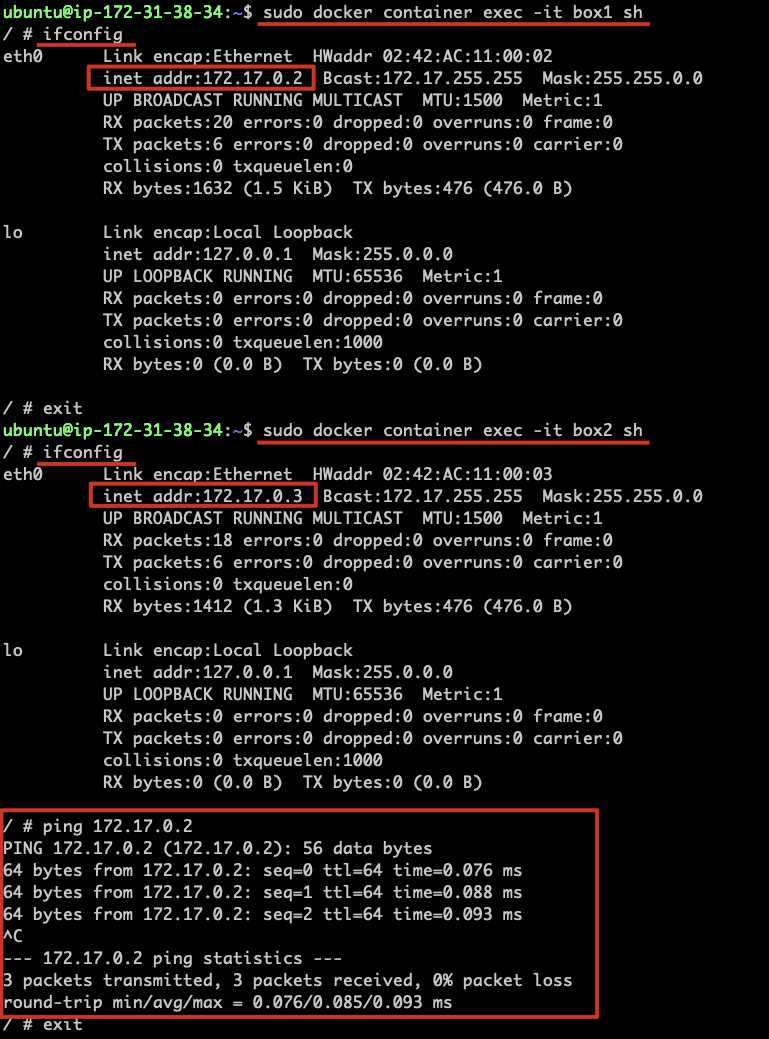 ubuntu@ip-172-31-38-34:~$ sudo docker container exec -it box1 sh
/ # ifconfig
eth0      Link encap:Ethernet  HWaddr 02:42:AC:11:00:02
          inet addr:172.17.0.2  Bcast:172.17.255.255  Mask:255.255.0.0
          UP BROADCAST RUNNING MULTICAST  MTU:1500  Metric:1
          RX packets:20 errors:0 dropped:0 overruns:0 frame:0
          TX packets:6 errors:0 dropped:0 overruns:0 carrier:0
          collisions:0 txqueuelen:0
          RX bytes:1632 (1.5 KiB)  TX bytes:476 (476.0 B)

lo        Link encap:Local Loopback
          inet addr:127.0.0.1  Mask:255.0.0.0
          UP LOOPBACK RUNNING  MTU:65536  Metric:1
          RX packets:0 errors:0 dropped:0 overruns:0 frame:0
          TX packets:0 errors:0 dropped:0 overruns:0 carrier:0
          collisions:0 txqueuelen:1000
          RX bytes:0 (0.0 B)  TX bytes:0 (0.0 B)

/ # exit
ubuntu@ip-172-31-38-34:~$ sudo docker container exec -it box2 sh
/ # ifconfig
eth0      Link encap:Ethernet  HWaddr 02:42:AC:11:00:03
          inet addr:172.17.0.3  Bcast:172.17.255.255  Mask:255.255.0.0
          UP BROADCAST RUNNING MULTICAST  MTU:1500  Metric:1
          RX packets:18 errors:0 dropped:0 overruns:0 frame:0
          TX packets:6 errors:0 dropped:0 overruns:0 carrier:0
          collisions:0 txqueuelen:0
          RX bytes:1412 (1.3 KiB)  TX bytes:476 (476.0 B)

lo        Link encap:Local Loopback
          inet addr:127.0.0.1  Mask:255.0.0.0
          UP LOOPBACK RUNNING  MTU:65536  Metric:1
          RX packets:0 errors:0 dropped:0 overruns:0 frame:0
          TX packets:0 errors:0 dropped:0 overruns:0 carrier:0
          collisions:0 txqueuelen:1000
          RX bytes:0 (0.0 B)  TX bytes:0 (0.0 B)

/ # ping 172.17.0.2
PING 172.17.0.2 (172.17.0.2): 56 data bytes
64 bytes from 172.17.0.2: seq=0 ttl=64 time=0.076 ms
64 bytes from 172.17.0.2: seq=1 ttl=64 time=0.088 ms
64 bytes from 172.17.0.2: seq=2 ttl=64 time=0.093 ms
^C
--- 172.17.0.2 ping statistics ---
3 packets transmitted, 3 packets received, 0% packet loss
round-trip min/avg/max = 0.076/0.085/0.093 ms
/ # exit